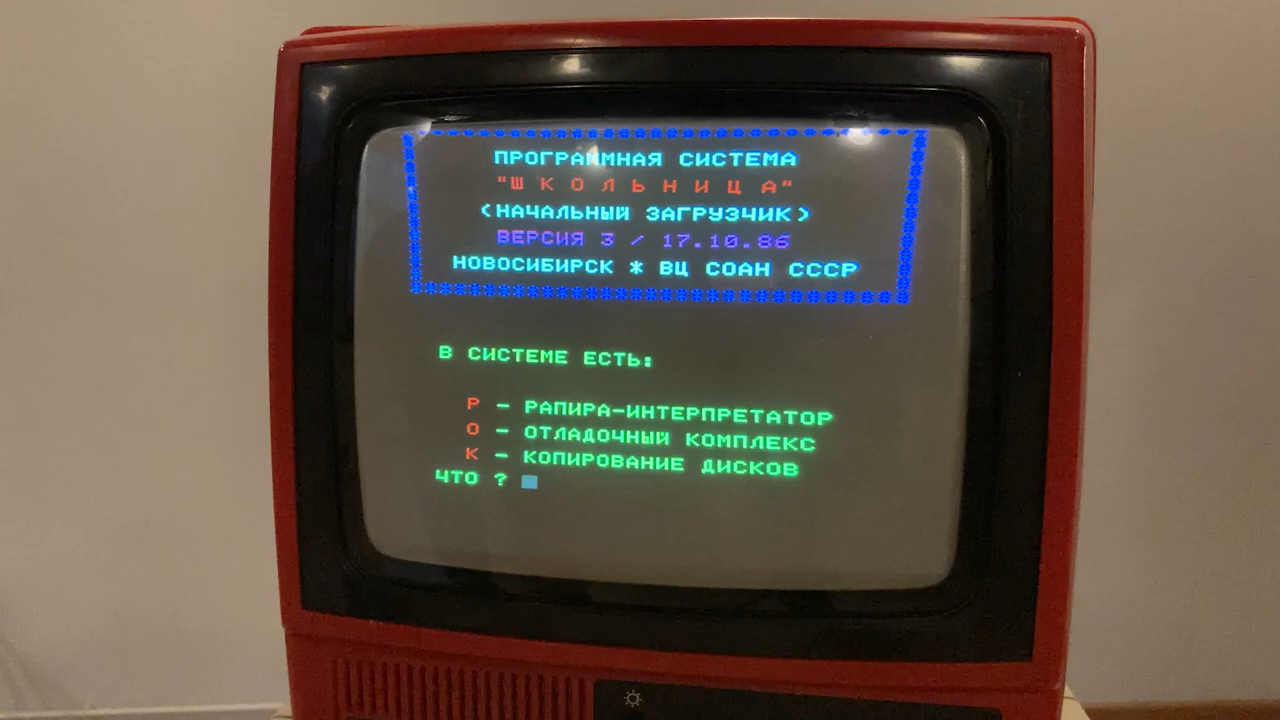 ПРОГРАММНАЯ СИСТЕМА
"Ш К О Л Ь Н И Ц А"
<НАЧАЛЬНЫЙ ЗАГРУЗЧИК>
ВЕРСИЯ 3 / 17.10.86
НОВОСИБИРСК * ВЦ СОАН СССР
В СИСТЕМЕ ЕСТЬ:
Р – РАПИРА-ИНТЕРПРЕТАТОР
О – ОТЛАДОЧНЫЙ КОМПЛЕКС
К – КОПИРОВАНИЕ ДИСКОВ
ЧТО ?